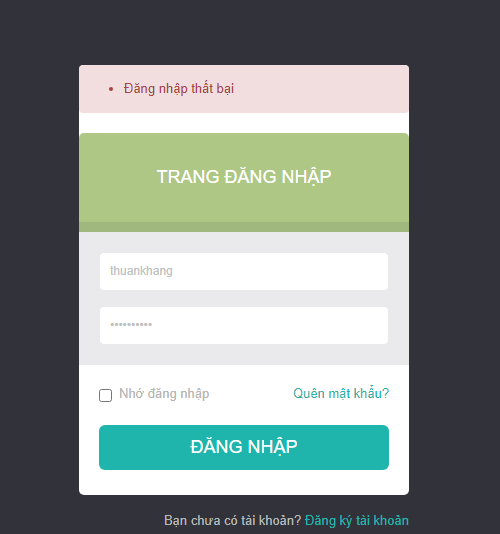 Đăng nhập thất bại
TRANG ĐĂNG NHẬP
thuankhang
••••••••••
Nhớ đăng nhập
Quên mật khẩu?
ĐĂNG NHẬP
Bạn chưa có tài khoản? Đăng ký tài khoản